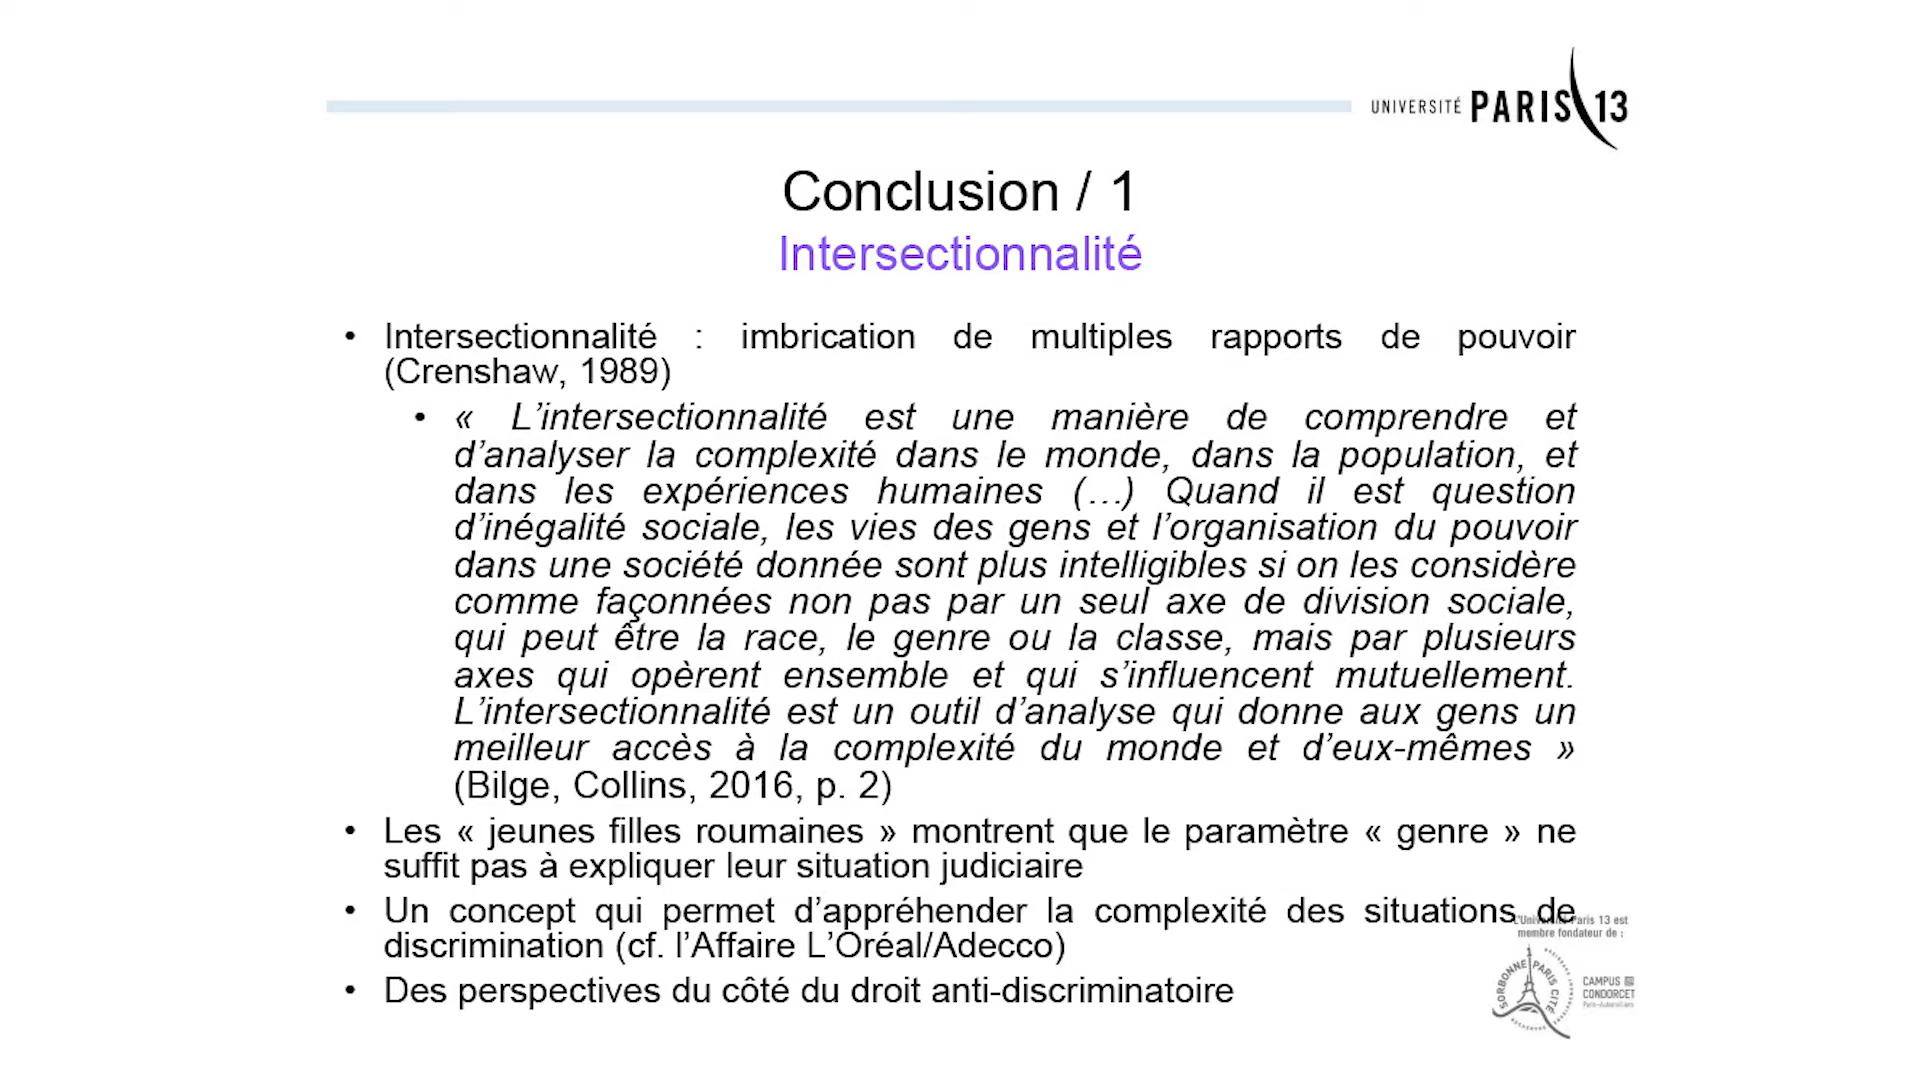 UNIVERSITÉ PARIS 13
Conclusion / 1
Intersectionnalité
• Intersectionnalité : imbrication de multiples rapports de pouvoir
(Crenshaw, 1989)
• « L’intersectionnalité est une manière de comprendre et
d’analyser la complexité dans le monde, dans la population, et
dans les expériences humaines (…) Quand il est question
d’inégalité sociale, les vies des gens et l’organisation du pouvoir
dans une société donnée sont plus intelligibles si on les considère
comme façonnées non pas par un seul axe de division sociale,
qui peut être la race, le genre ou la classe, mais par plusieurs
axes qui opèrent ensemble et qui s’influencent mutuellement.
L’intersectionnalité est un outil d’analyse qui donne aux gens un
meilleur accès à la complexité du monde et d’eux-mêmes »
(Bilge, Collins, 2016, p. 2)
• Les « jeunes filles roumaines » montrent que le paramètre « genre » ne
suffit pas à expliquer leur situation judiciaire
• Un concept qui permet d’appréhender la complexité des situations de
discrimination (cf. l’Affaire L’Oréal/Adecco)
• Des perspectives du côté du droit anti-discriminatoire
L'Université Paris 13 est
membre fondateur de :
SORBONNE PARIS CITÉ
CAMPUS
CONDORCET